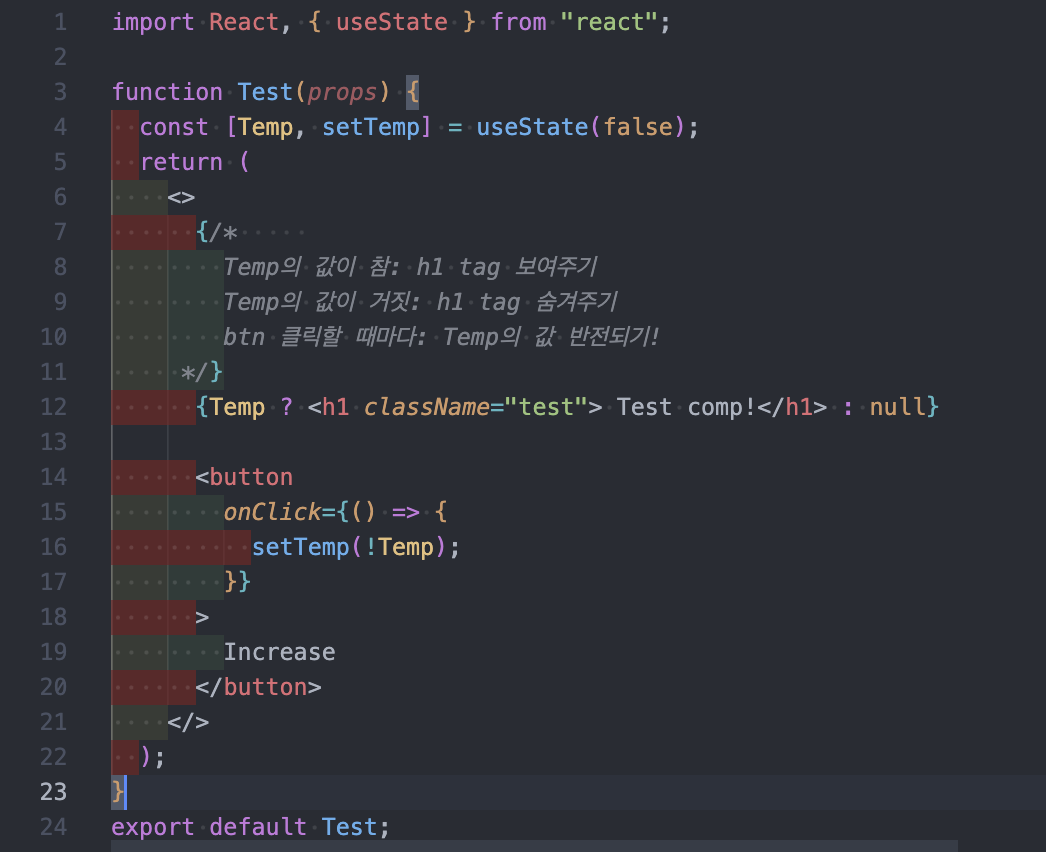 1 import React, { useState } from "react";
2
3 function Test(props) {
4   const [Temp, setTemp] = useState(false);
5   return (
6     <>
7       {/*
8         Temp의 값이 참: h1 tag 보여주기
9         Temp의 값이 거짓: h1 tag 숨겨주기
10         btn 클릭할 때마다: Temp의 값 반전되기!
11      */}
12       {Temp ? <h1 className="test"> Test comp!</h1> : null}
13
14       <button
15         onClick={() => {
16           setTemp(!Temp);
17         }}
18       >
19         Increase
20       </button>
21     </>
22   );
23 }
24 export default Test;